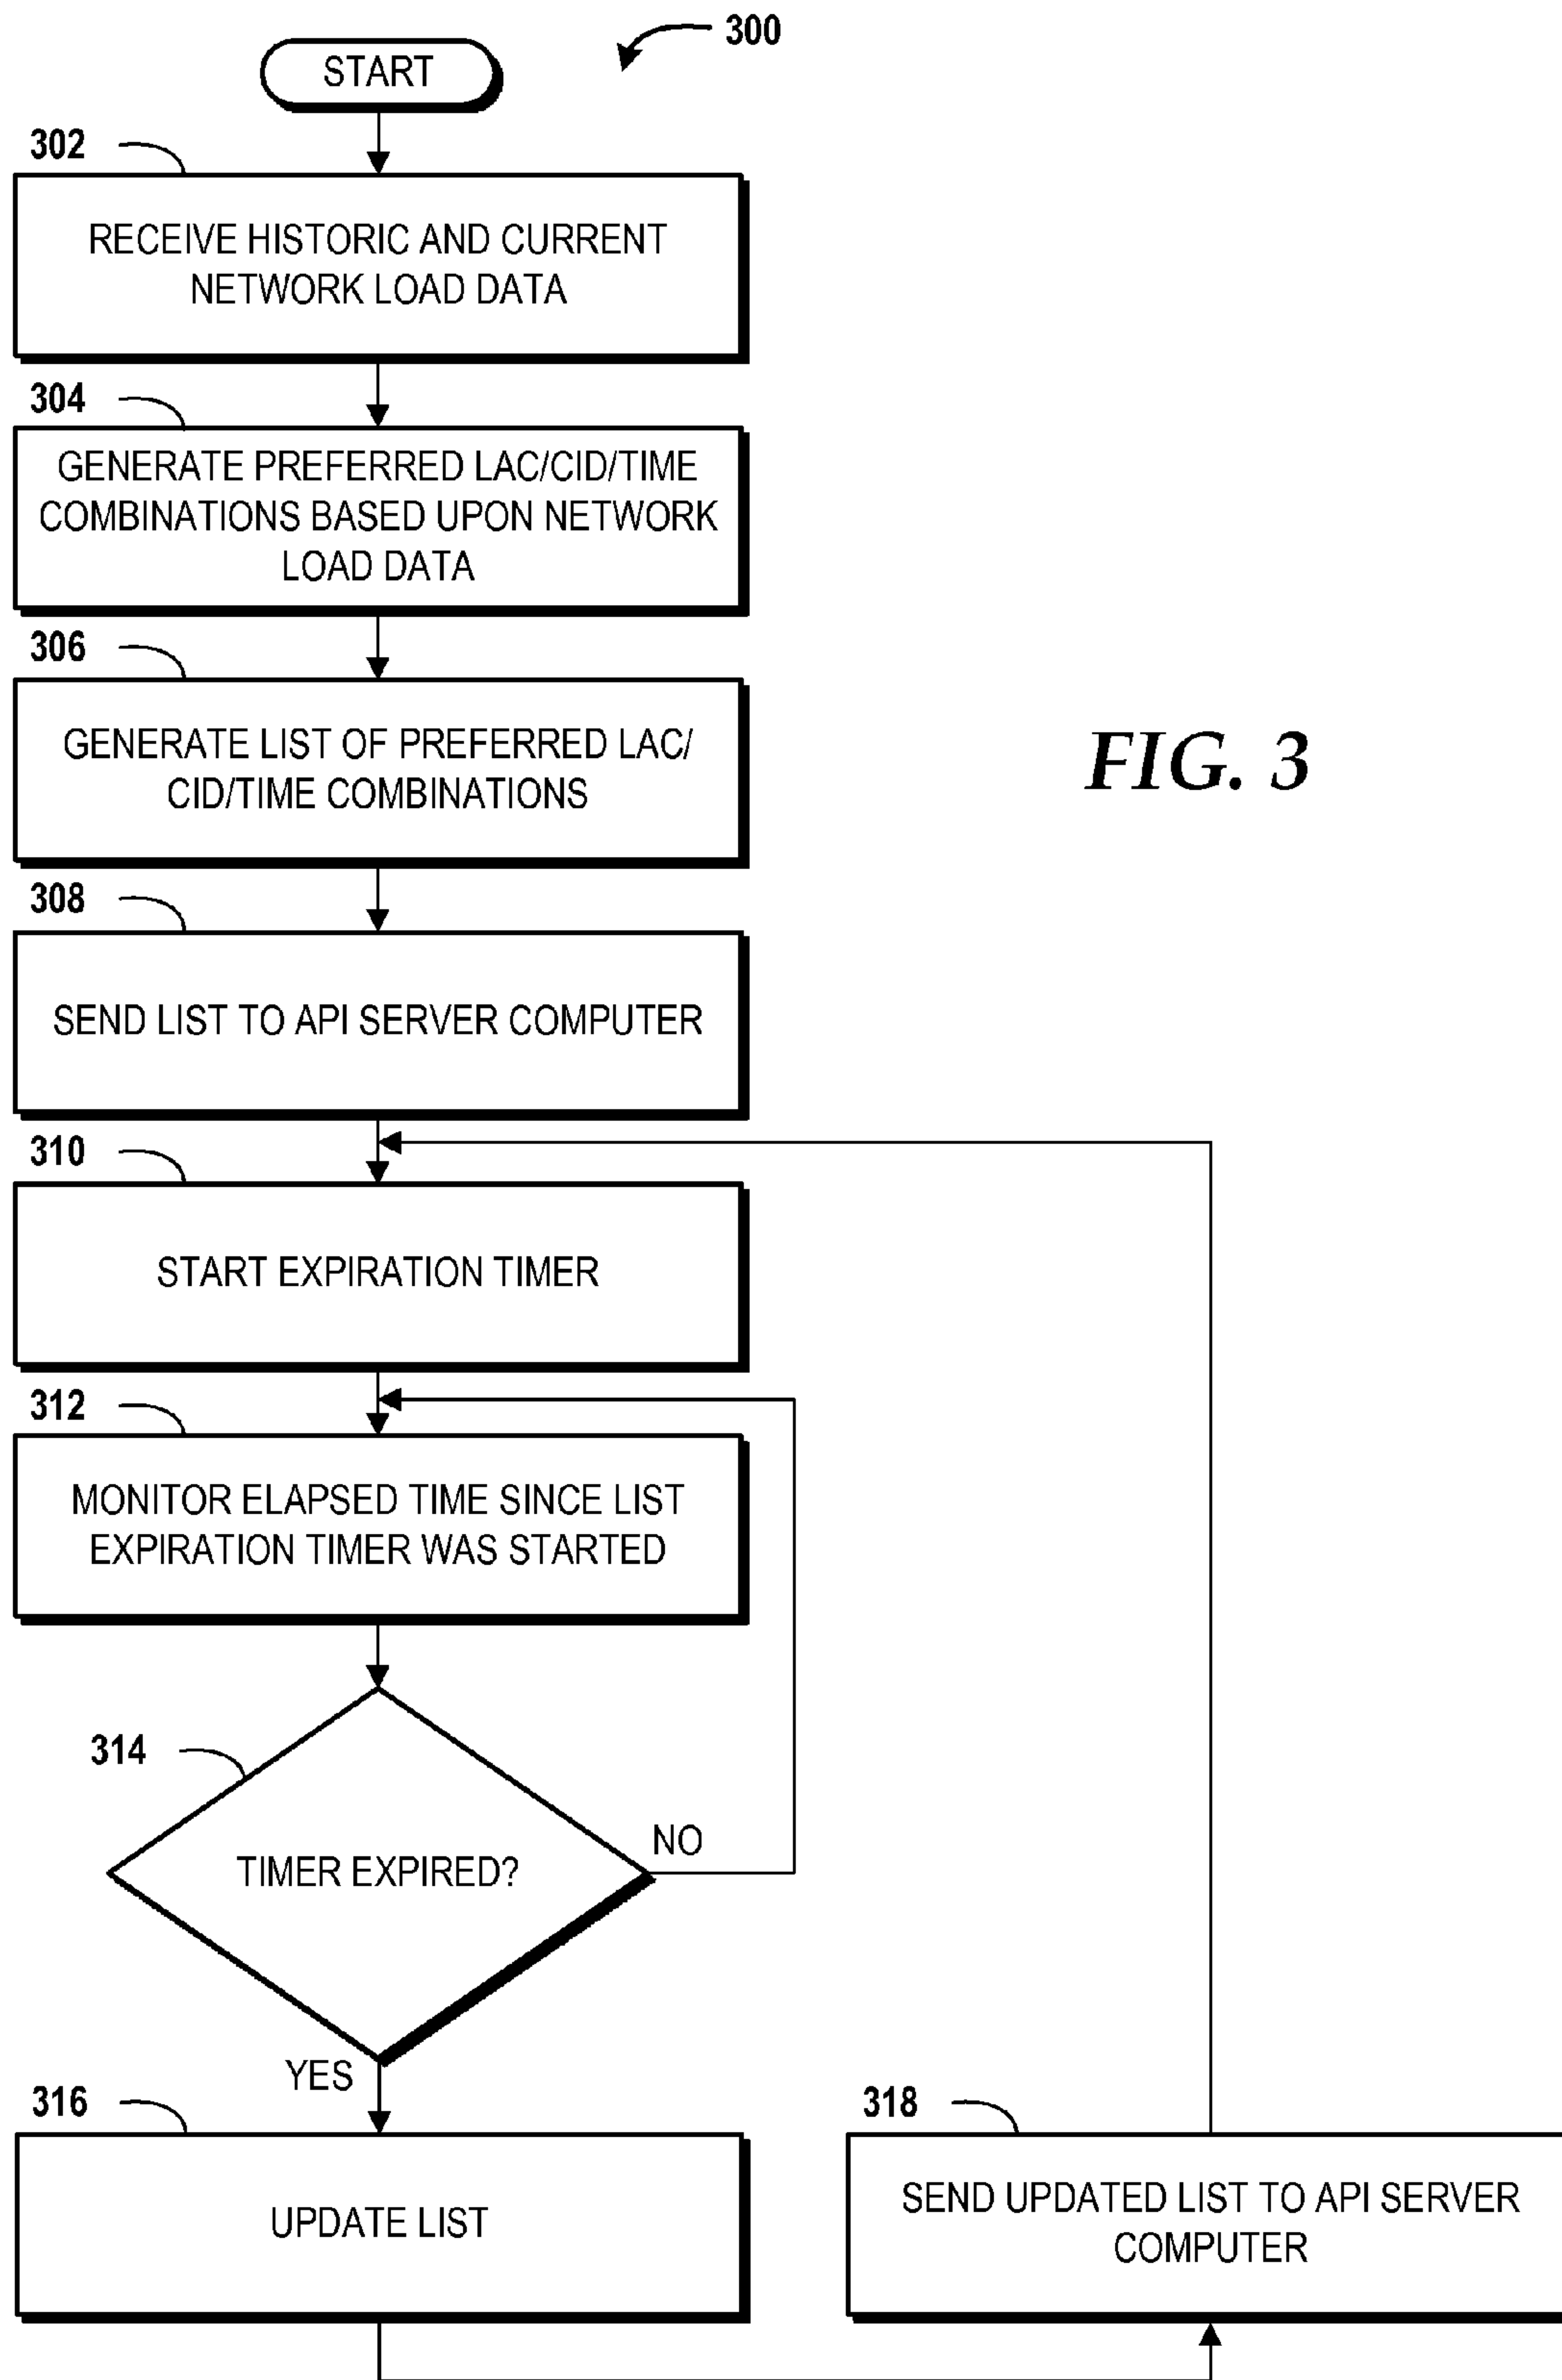 300
START
302
RECEIVE HISTORIC AND CURRENT
NETWORK LOAD DATA
304
GENERATE PREFERRED LAC/CID/TIME
COMBINATIONS BASED UPON NETWORK
LOAD DATA
306
GENERATE LIST OF PREFERRED LAC/
CID/TIME COMBINATIONS
FIG. 3
308
SEND LIST TO API SERVER COMPUTER
310
START EXPIRATION TIMER
312
MONITOR ELAPSED TIME SINCE LIST
EXPIRATION TIMER WAS STARTED
314
TIMER EXPIRED?
NO
YES
316
UPDATE LIST
318
SEND UPDATED LIST TO API SERVER
COMPUTER